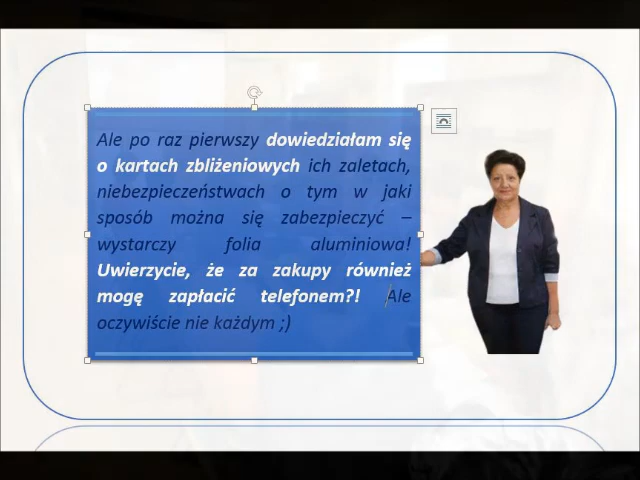 Ale po raz pierwszy dowiedziałam się
o kartach zbliżeniowych ich zaletach,
niebezpieczeństwach o tym w jaki
sposób można się zabezpieczyć –
wystarczy folia aluminiowa!
Uwierzycie, że za zakupy również
mogę zapłacić telefonem?! Ale
oczywiście nie każdym ;)